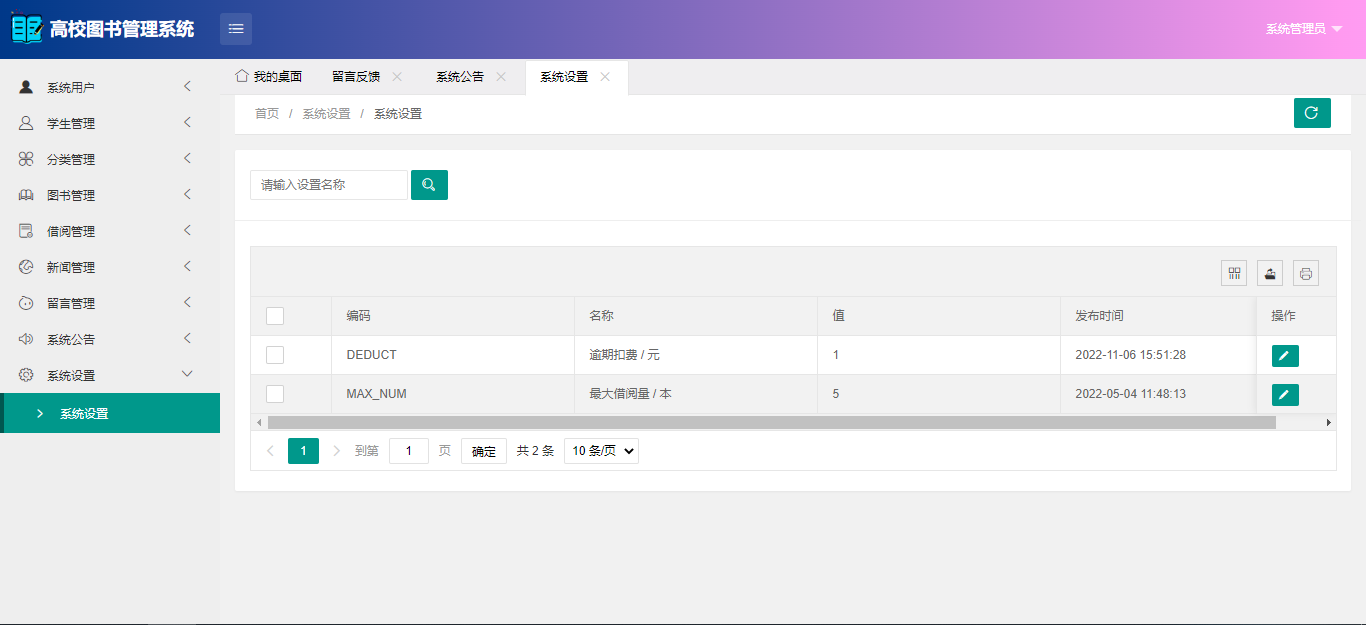 高校图书管理系统
系统管理员
系统用户
学生管理
分类管理
图书管理
借阅管理
新闻管理
留言管理
系统公告
系统设置
系统设置
我的桌面 留言反馈 系统公告 系统设置
首页 / 系统设置 / 系统设置
请输入设置名称
编码 名称 值 发布时间 操作
DEDUCT 逾期扣费 / 元 1 2022-11-06 15:51:28
MAX_NUM 最大借阅量 / 本 5 2022-05-04 11:48:13
1 到第 1 页 确定 共 2 条 10 条/页